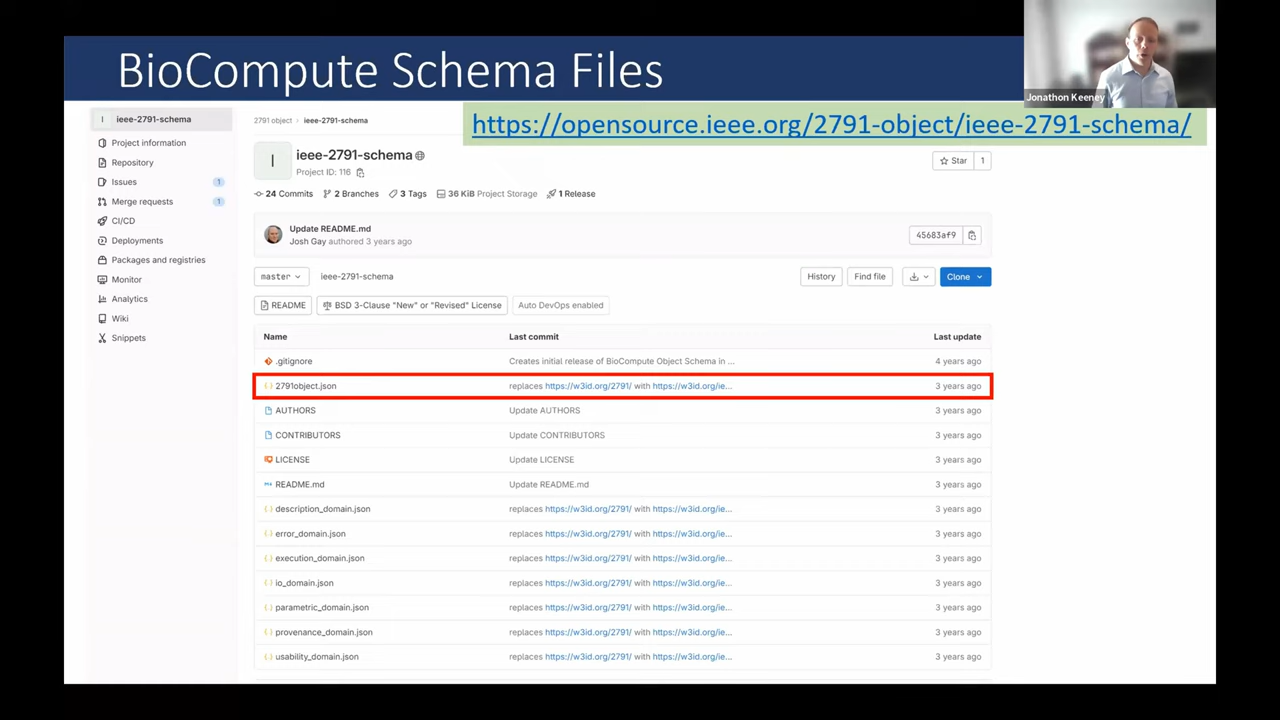 BioCompute Schema Files
Jonathon Keeney
https://opensource.ieee.org/2791-object/ieee-2791-schema/
I ieee-2791-schema
Project information
Repository
Issues 1
Merge requests 1
CI/CD
Deployments
Packages and registries
Monitor
Analytics
Wiki
Snippets
2791 object › ieee-2791-schema
I
ieee-2791-schema
Project ID: 116
Star 1
24 Commits 2 Branches 3 Tags 36 KiB Project Storage 1 Release
Update README.md
Josh Gay authored 3 years ago
45683af9
master ieee-2791-schema History Find file Clone
README BSD 3-Clause "New" or "Revised" License Auto DevOps enabled
Name Last commit Last update
.gitignore Creates initial release of BioCompute Object Schema in ... 4 years ago
2791object.json replaces https://w3id.org/2791/ with https://w3id.org/ie... 3 years ago
AUTHORS Update AUTHORS 3 years ago
CONTRIBUTORS Update CONTRIBUTORS 3 years ago
LICENSE Update LICENSE 3 years ago
README.md Update README.md 3 years ago
description_domain.json replaces https://w3id.org/2791/ with https://w3id.org/ie... 3 years ago
error_domain.json replaces https://w3id.org/2791/ with https://w3id.org/ie... 3 years ago
execution_domain.json replaces https://w3id.org/2791/ with https://w3id.org/ie... 3 years ago
io_domain.json replaces https://w3id.org/2791/ with https://w3id.org/ie... 3 years ago
parametric_domain.json replaces https://w3id.org/2791/ with https://w3id.org/ie... 3 years ago
provenance_domain.json replaces https://w3id.org/2791/ with https://w3id.org/ie... 3 years ago
usability_domain.json replaces https://w3id.org/2791/ with https://w3id.org/ie... 3 years ago